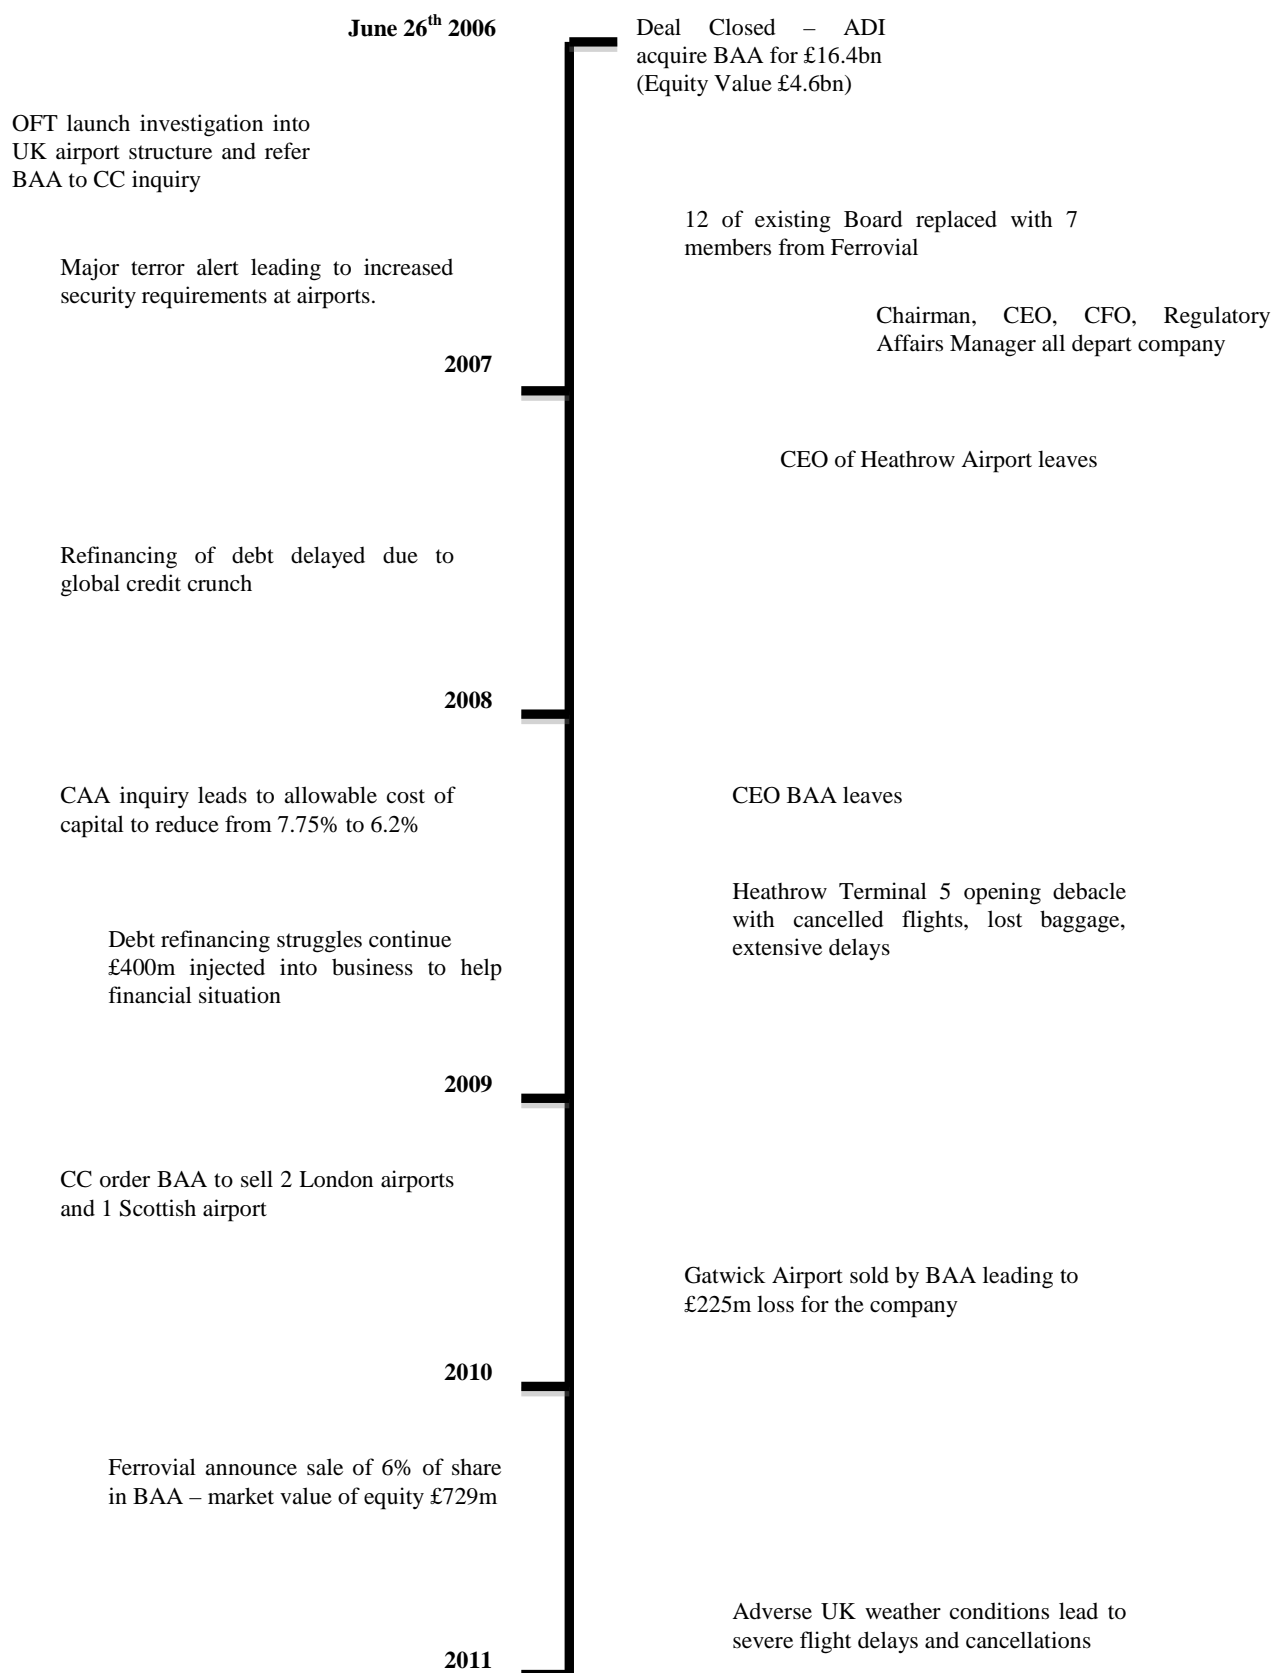 June 26th 2006
Deal Closed – ADI
acquire BAA for £16.4bn
(Equity Value £4.6bn)
OFT launch investigation into
UK airport structure and refer
BAA to CC inquiry
12 of existing Board replaced with 7
members from Ferrovial
Major terror alert leading to increased
security requirements at airports.
Chairman, CEO, CFO, Regulatory
Affairs Manager all depart company
2007
CEO of Heathrow Airport leaves
Refinancing of debt delayed due to
global credit crunch
2008
CAA inquiry leads to allowable cost of
capital to reduce from 7.75% to 6.2%
CEO BAA leaves
Heathrow Terminal 5 opening debacle
with cancelled flights, lost baggage,
extensive delays
Debt refinancing struggles continue
£400m injected into business to help
financial situation
2009
CC order BAA to sell 2 London airports
and 1 Scottish airport
Gatwick Airport sold by BAA leading to
£225m loss for the company
2010
Ferrovial announce sale of 6% of share
in BAA – market value of equity £729m
Adverse UK weather conditions lead to
severe flight delays and cancellations
2011